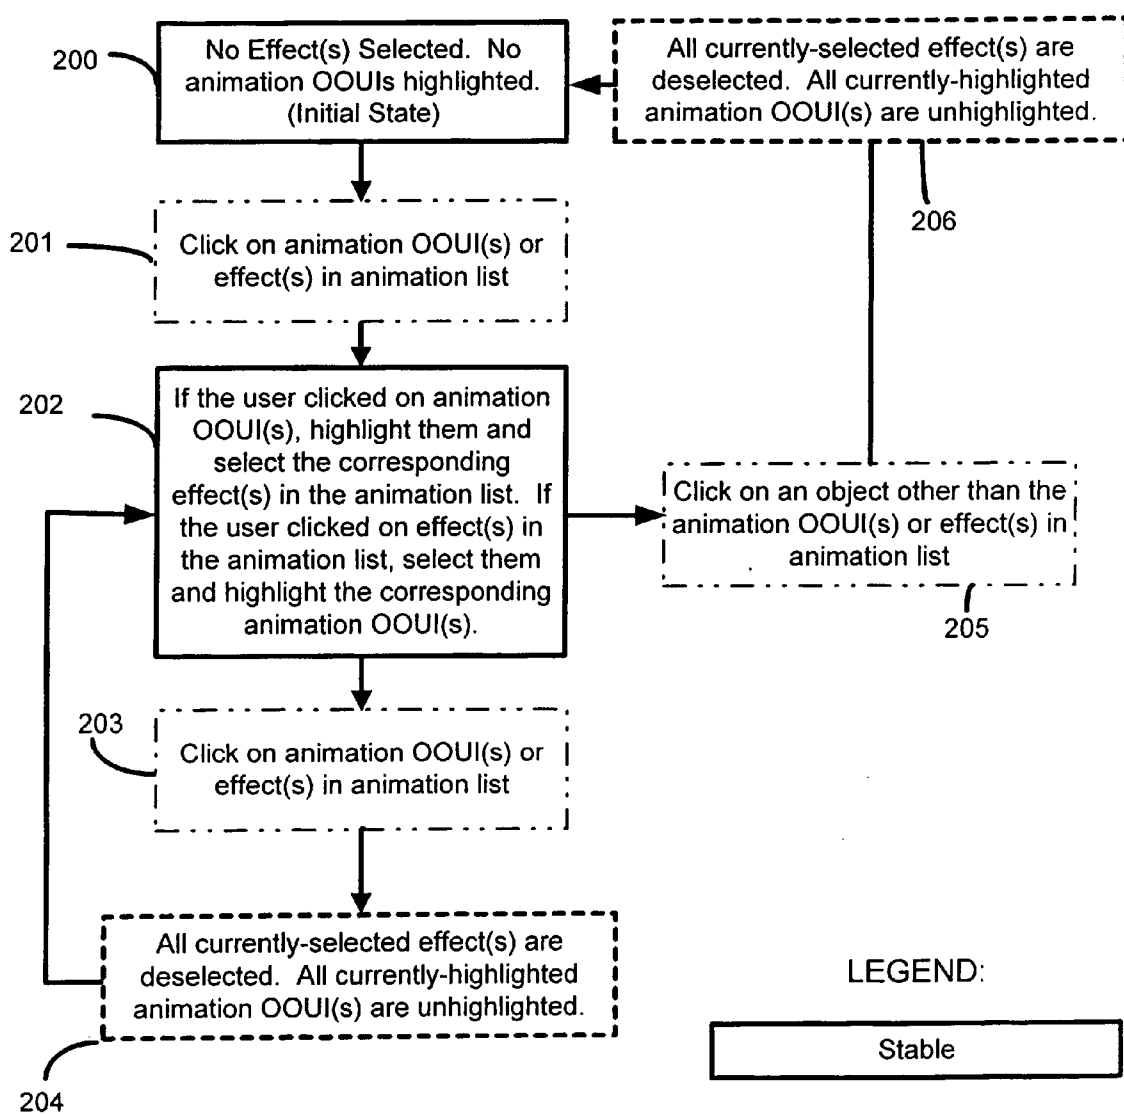 200
No Effect(s) Selected. No
animation OOUIs highlighted.
(Initial State)
All currently-selected effect(s) are
deselected. All currently-highlighted
animation OOUI(s) are unhighlighted.
206
201
Click on animation OOUI(s) or
effect(s) in animation list
202
If the user clicked on animation
OOUI(s), highlight them and
select the corresponding
effect(s) in the animation list. If
the user clicked on effect(s) in
the animation list, select them
and highlight the corresponding
animation OOUI(s).
Click on an object other than the
animation OOUI(s) or effect(s) in
animation list
205
203
Click on animation OOUI(s) or
effect(s) in animation list
All currently-selected effect(s) are
deselected. All currently-highlighted
animation OOUI(s) are unhighlighted.
204
LEGEND:
Stable